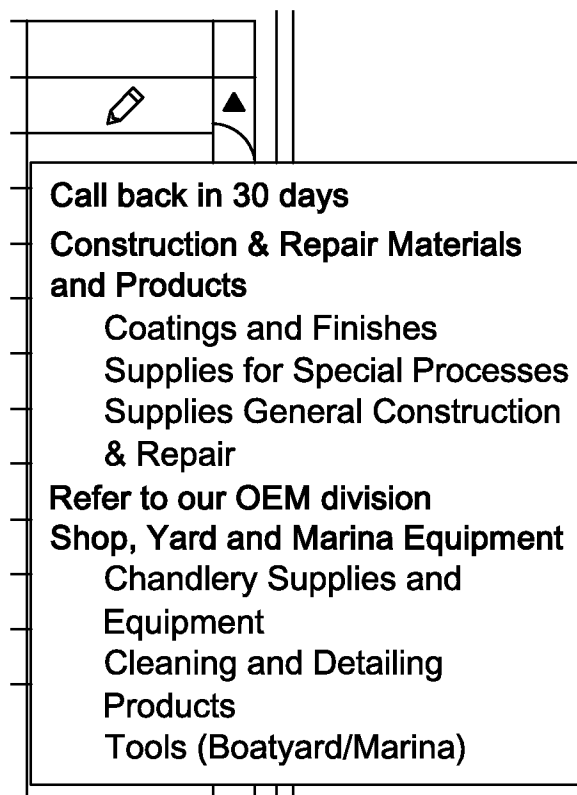 Call back in 30 days
Construction & Repair Materials
and Products
Coatings and Finishes
Supplies for Special Processes
Supplies General Construction
& Repair
Refer to our OEM division
Shop, Yard and Marina Equipment
Chandlery Supplies and
Equipment
Cleaning and Detailing
Products
Tools (Boatyard/Marina)